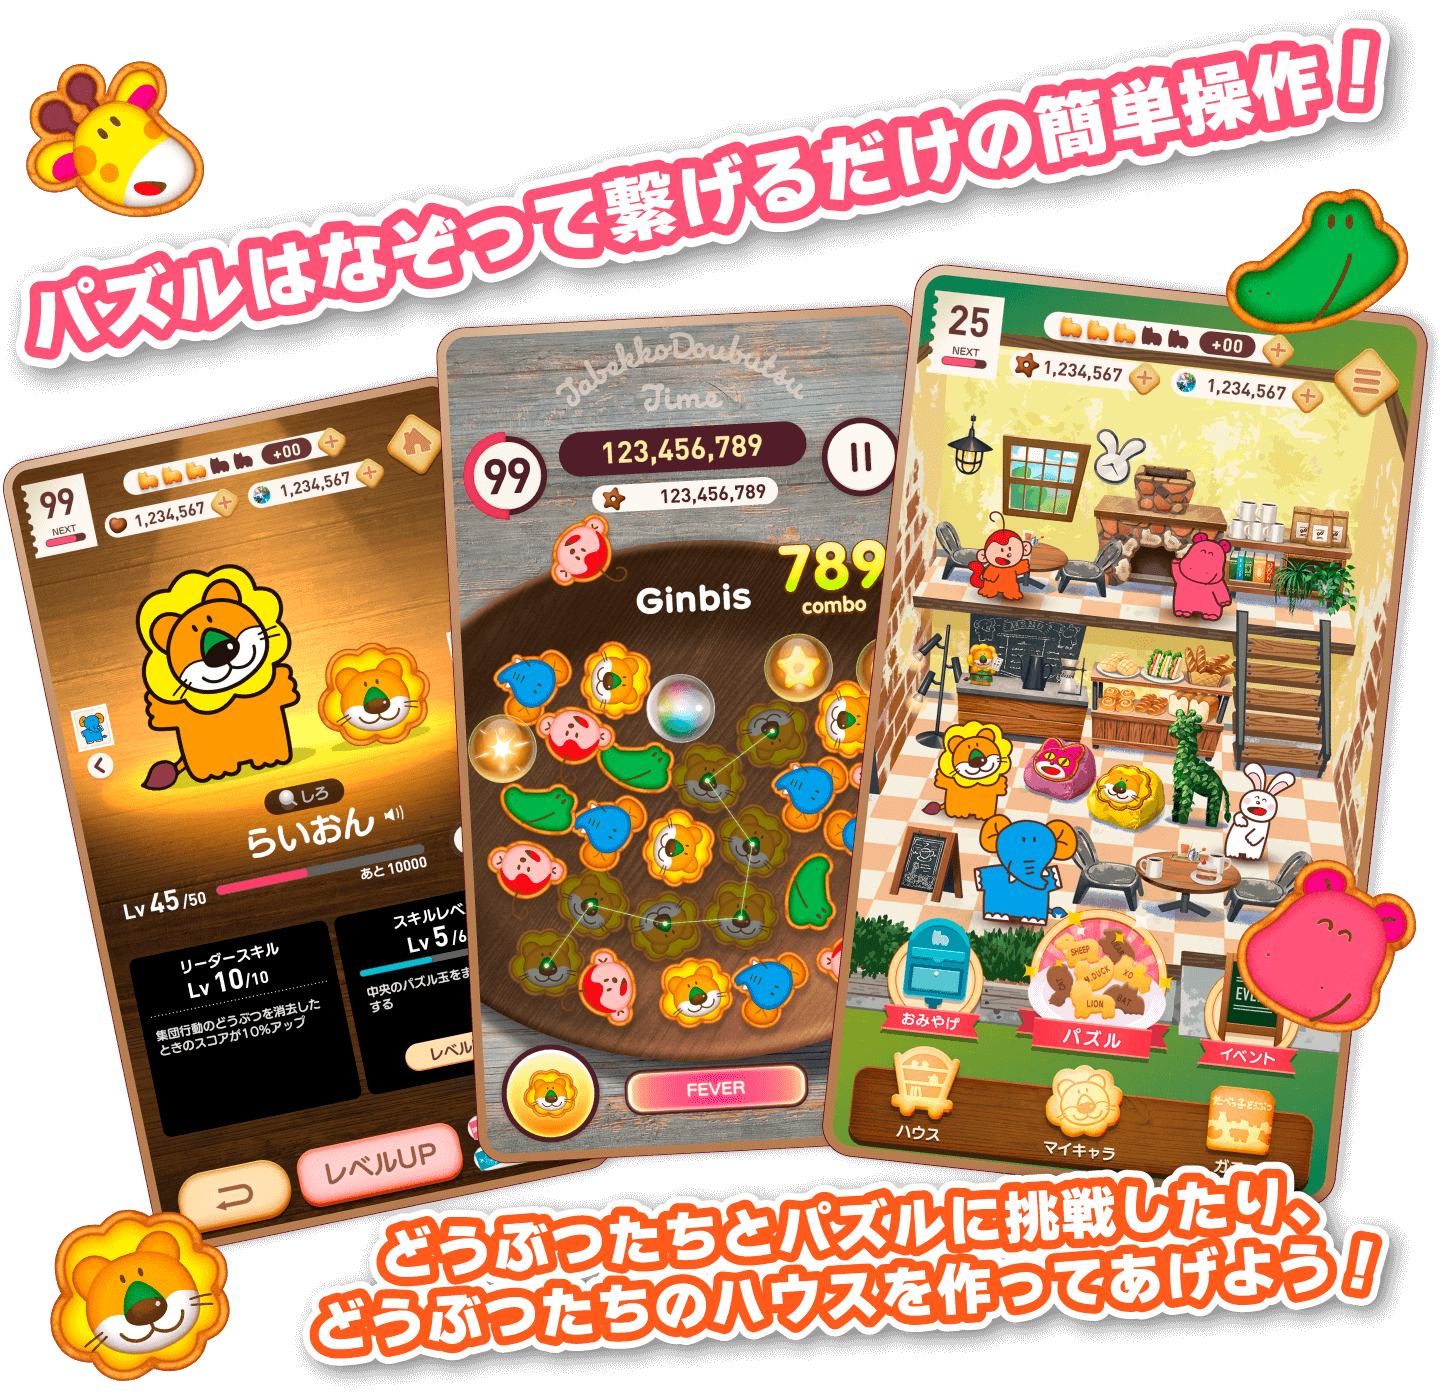 パズルはなぞって繋げるだけの簡単操作！
99
NEXT
+00
1,234,567
1,234,567
しろ
らいおん
Lv 45/50
あと 10000
リーダースキル
Lv 10/10
集団行動のどうぶつを消去した
ときのスコアが10%アップ
スキルレベ
Lv 5/6
中央のパズル玉をま
する
レベル
レベルUP
Tabekko Doubutsu
Time
99
123,456,789
123,456,789
789
combo
Ginbis
FEVER
25
NEXT
+00
1,234,567
1,234,567
MENU
SHEEP
DUCK
LION
BAT
おみやげ
パズル
EVE
イベント
ハウス
マイキャラ
たべっ子どうぶつ
ガ
どうぶつたちとパズルに挑戦したり、
どうぶつたちのハウスを作ってあげよう！